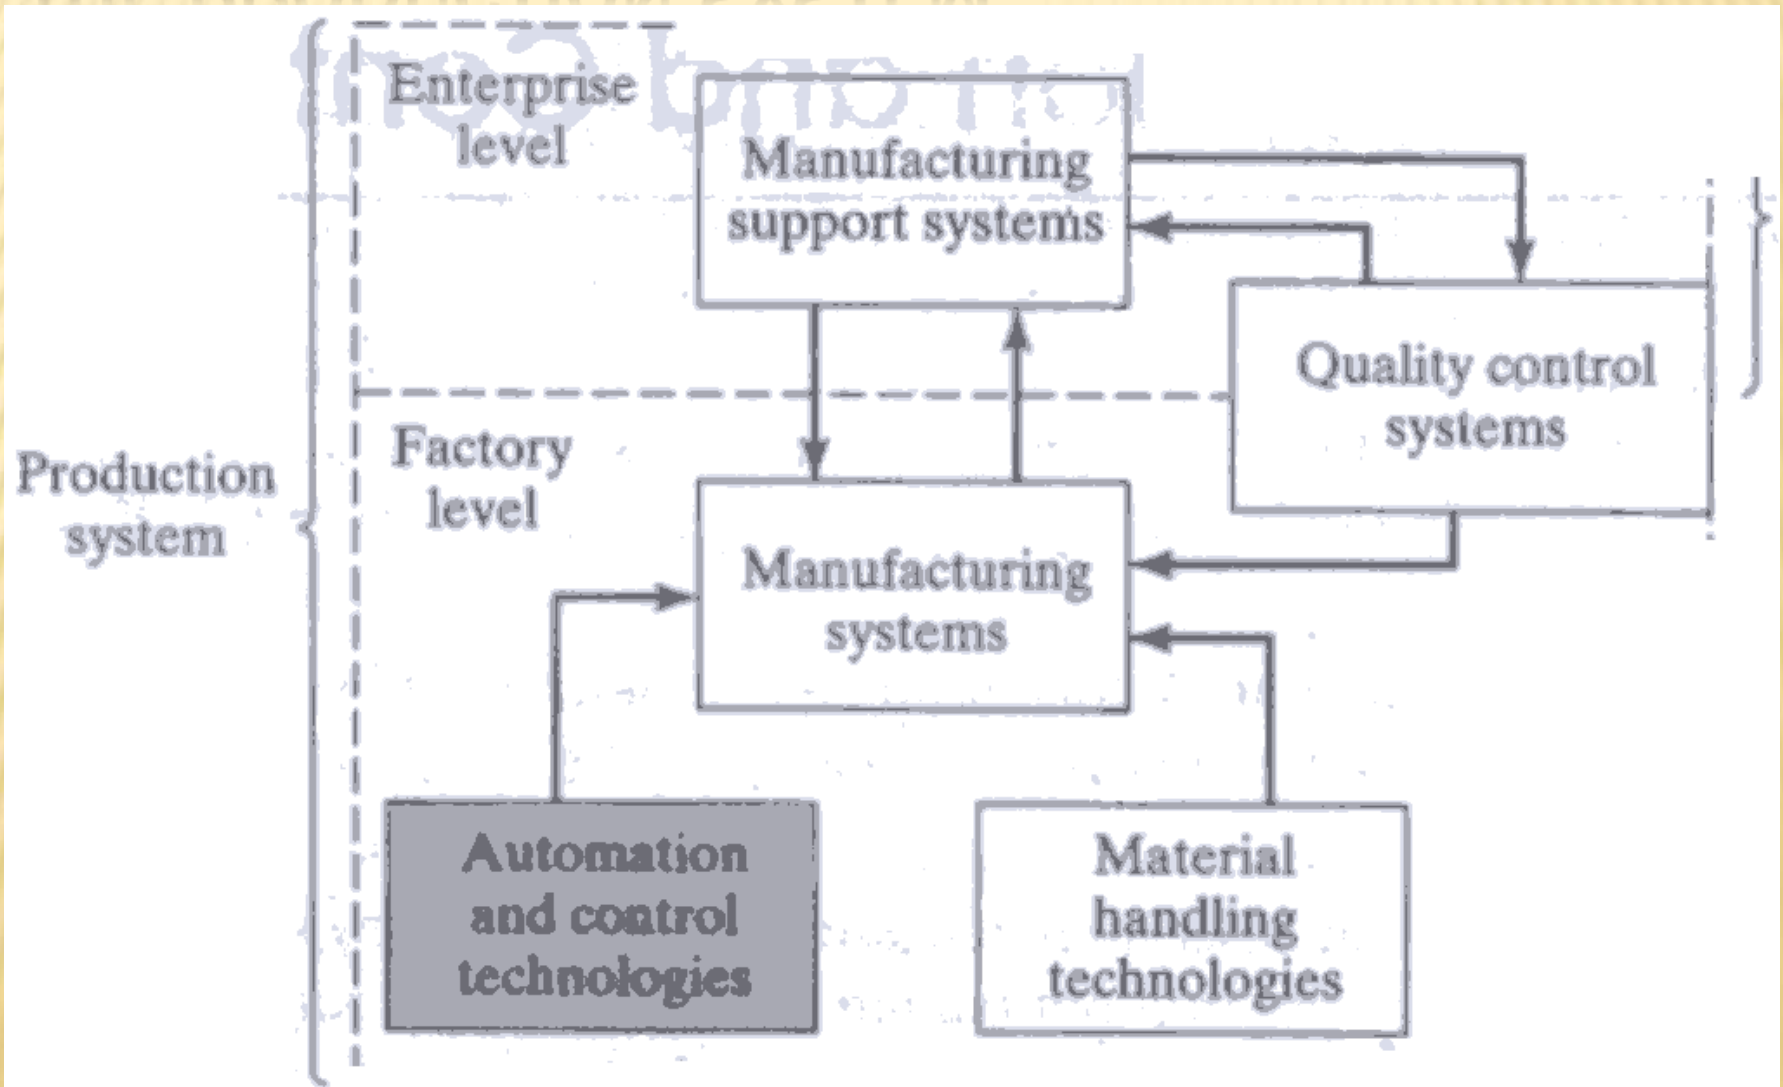 Enterprise
level
Manufacturing
support systems
Quality control
systems
Factory
level
Production
system
Manufacturing
systems
Automation
and control
technologies
Material
handling
technologies